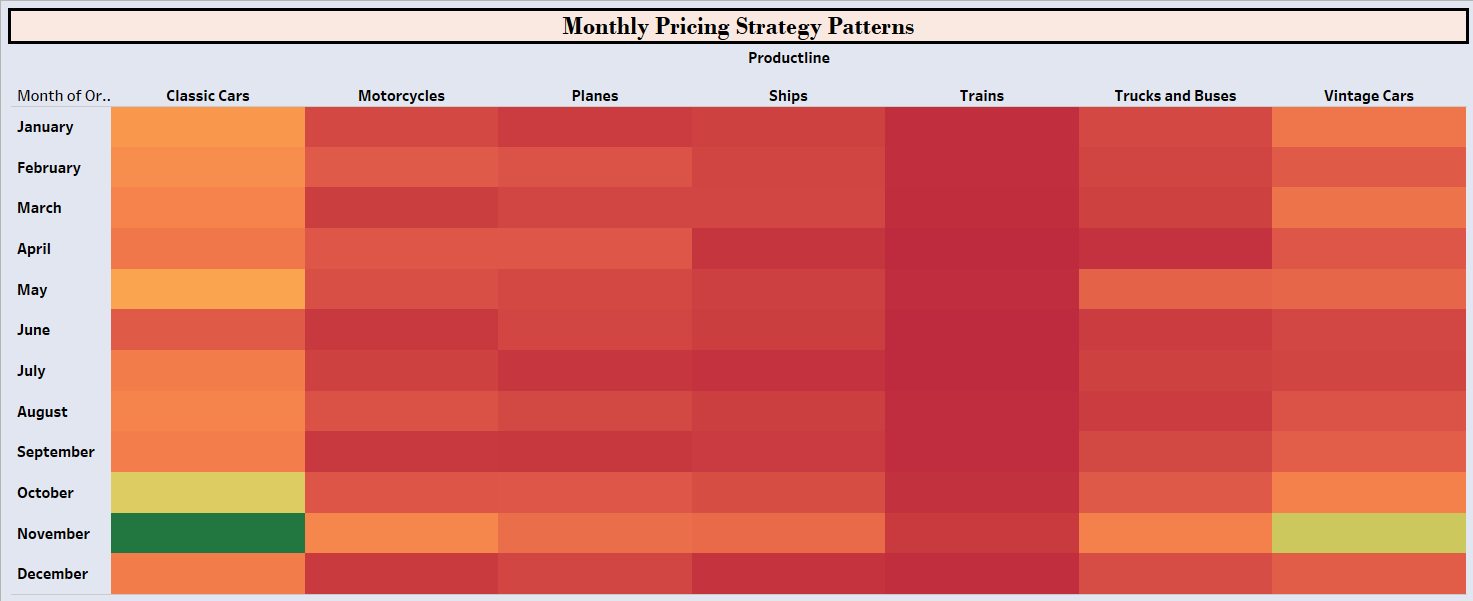 Monthly Pricing Strategy Patterns
Productline
Month of Or.. Classic Cars Motorcycles Planes Ships Trains Trucks and Buses Vintage Cars
January
February
March
April
May
June
July
August
September
October
November
December